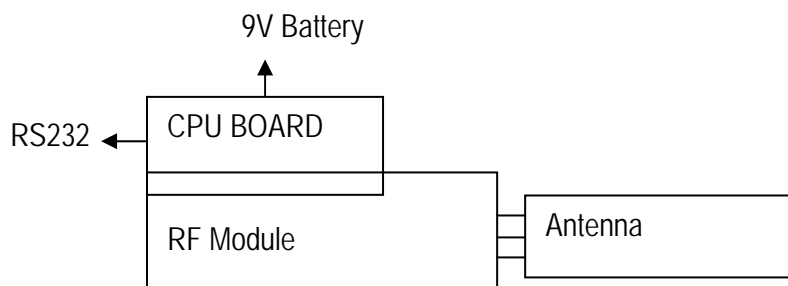 9V Battery
CPU BOARD
RS232
RF Module
Antenna